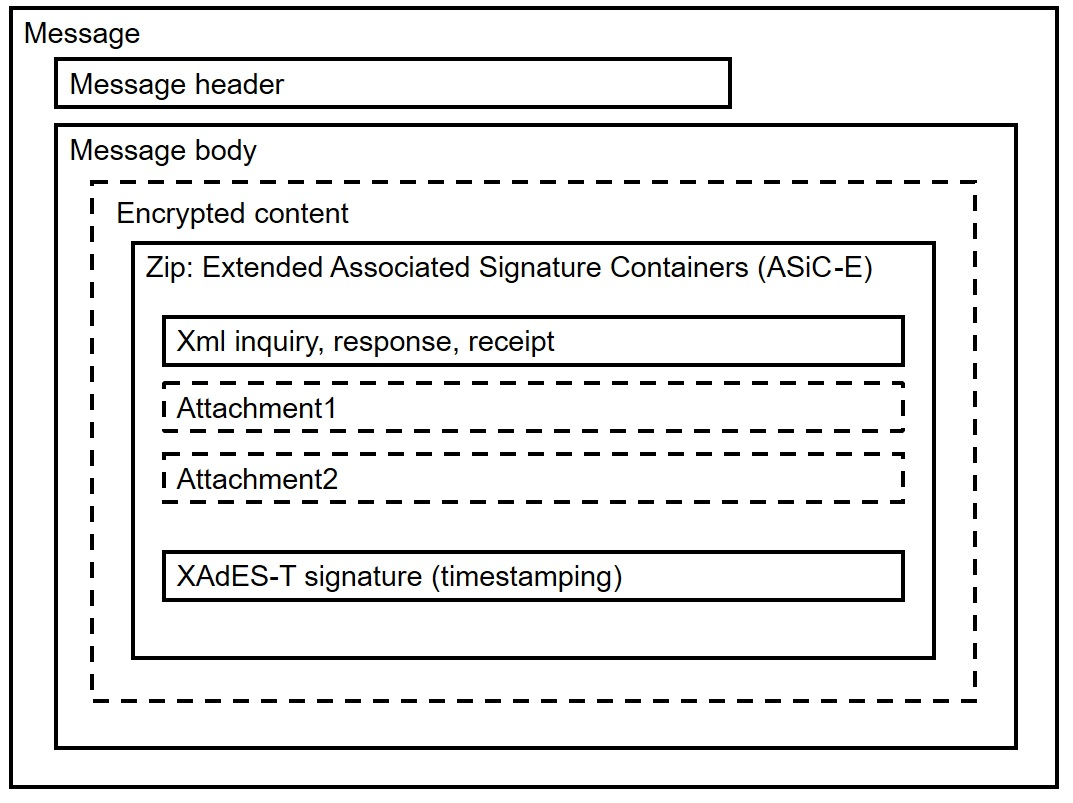 Message
Message header
Message body
Encrypted content
Zip: Extended Associated Signature Containers (ASiC-E)
Xml inquiry, response, receipt
Attachment1
Attachment2
XAdES-T signature (timestamping)